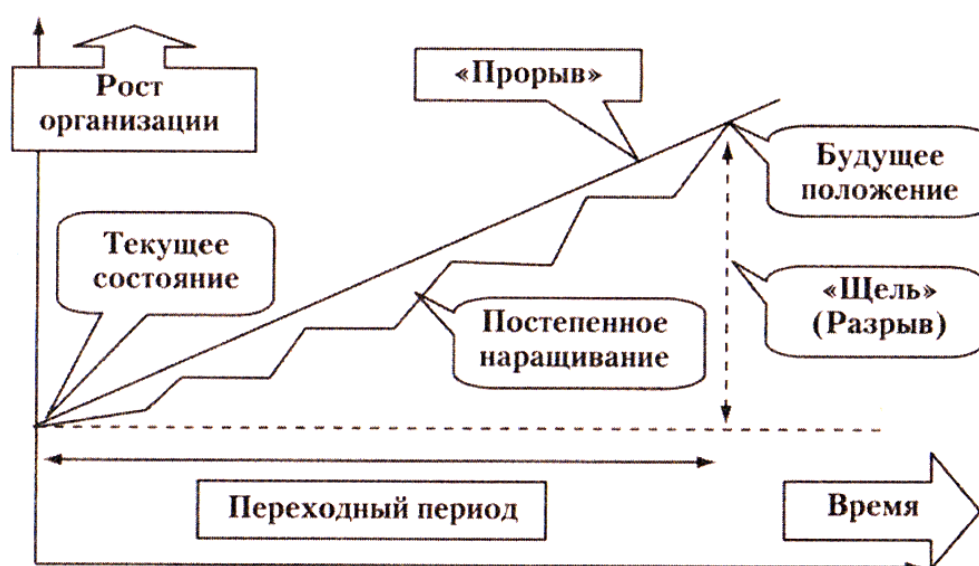 Рост
организации
«Прорыв»
Будущее
положение
Текущее
состояние
«Щель»
(Разрыв)
Постепенное
наращивание
Переходный период
Время